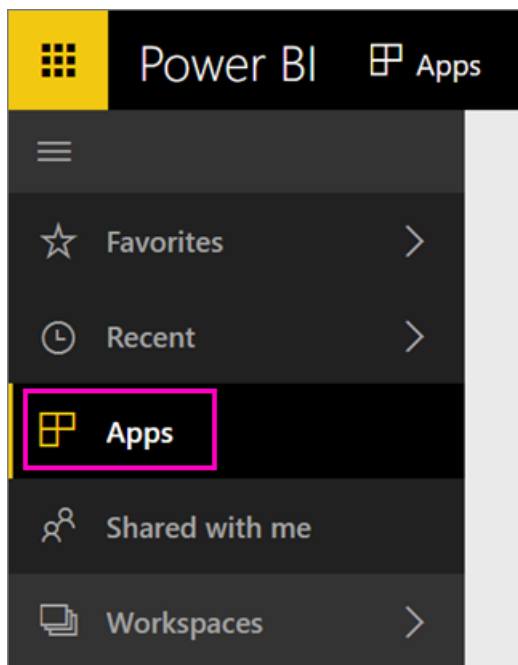 Power BI Apps
Favorites
Recent
Apps
Shared with me
Workspaces